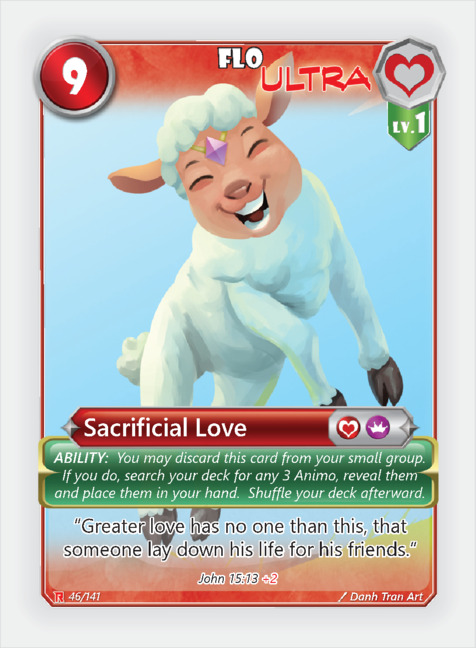 FLO
ULTRA
9
LV.1
Sacrificial Love
ABILITY: You may discard this card from your small group.
If you do, search your deck for any 3 Animo, reveal them
and place them in your hand. Shuffle your deck afterward.
"Greater love has no one than this, that
someone lay down his life for his friends."
John 15:13 +2
R 46/141
Danh Tran Art